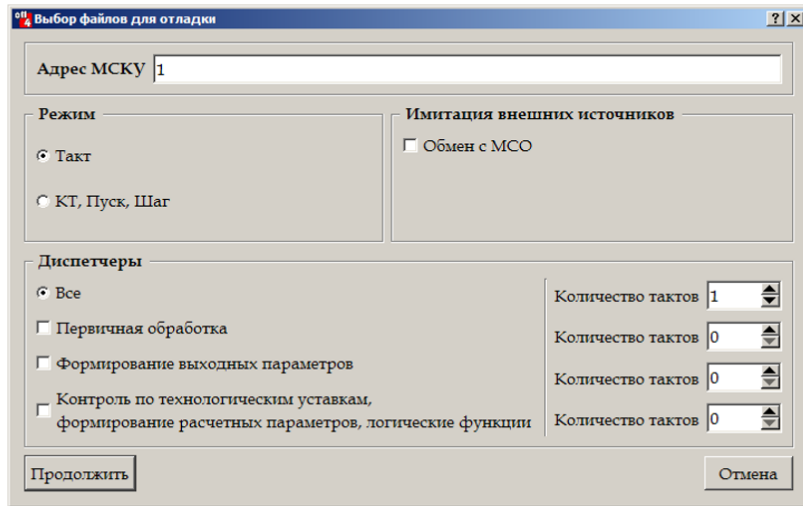 Выбор файлов для отладки
Адрес МСКУ 1
Режим
Такт
КТ, Пуск, Шаг
Имитация внешних источников
Обмен с МСО
Диспетчеры
Все
Количество тактов 1
Первичная обработка
Количество тактов 0
Формирование выходных параметров
Количество тактов 0
Контроль по технологическим уставкам,
формирование расчетных параметров, логические функции
Количество тактов 0
Продолжить
Отмена